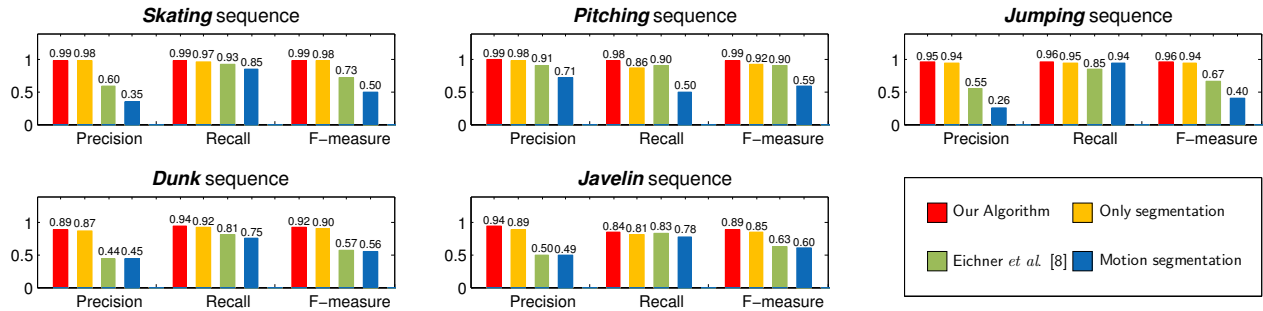 Skating sequence
1
0.5
0
0.99 0.98 0.60 0.35
0.99 0.97 0.93 0.85
0.99 0.98 0.73 0.50
Precision Recall F−measure
Pitching sequence
1
0.5
0
0.99 0.98 0.91 0.71
0.98 0.86 0.90 0.50
0.99 0.92 0.90 0.59
Precision Recall F−measure
Jumping sequence
1
0.5
0
0.95 0.94 0.55 0.26
0.96 0.95 0.85 0.94
0.96 0.94 0.67 0.40
Precision Recall F−measure
Dunk sequence
1
0.5
0
0.89 0.87 0.44 0.45
0.94 0.92 0.81 0.75
0.92 0.90 0.57 0.56
Precision Recall F−measure
Javelin sequence
1
0.5
0
0.94 0.89 0.50 0.49
0.84 0.81 0.83 0.78
0.89 0.85 0.63 0.60
Precision Recall F−measure
Our Algorithm
Only segmentation
Eichner et al. [8]
Motion segmentation